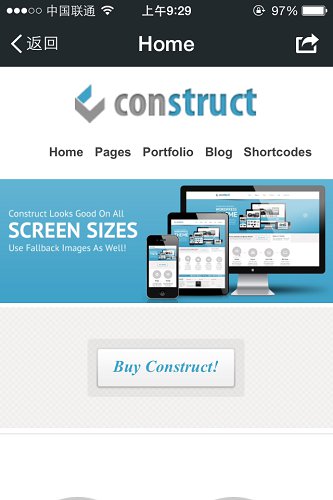 中国联通 上午9:29 97%
返回 Home
construct
Home Pages Portfolio Blog Shortcodes
Construct Looks Good On All
SCREEN SIZES
Use Fallback Images As Well!
Buy Construct!